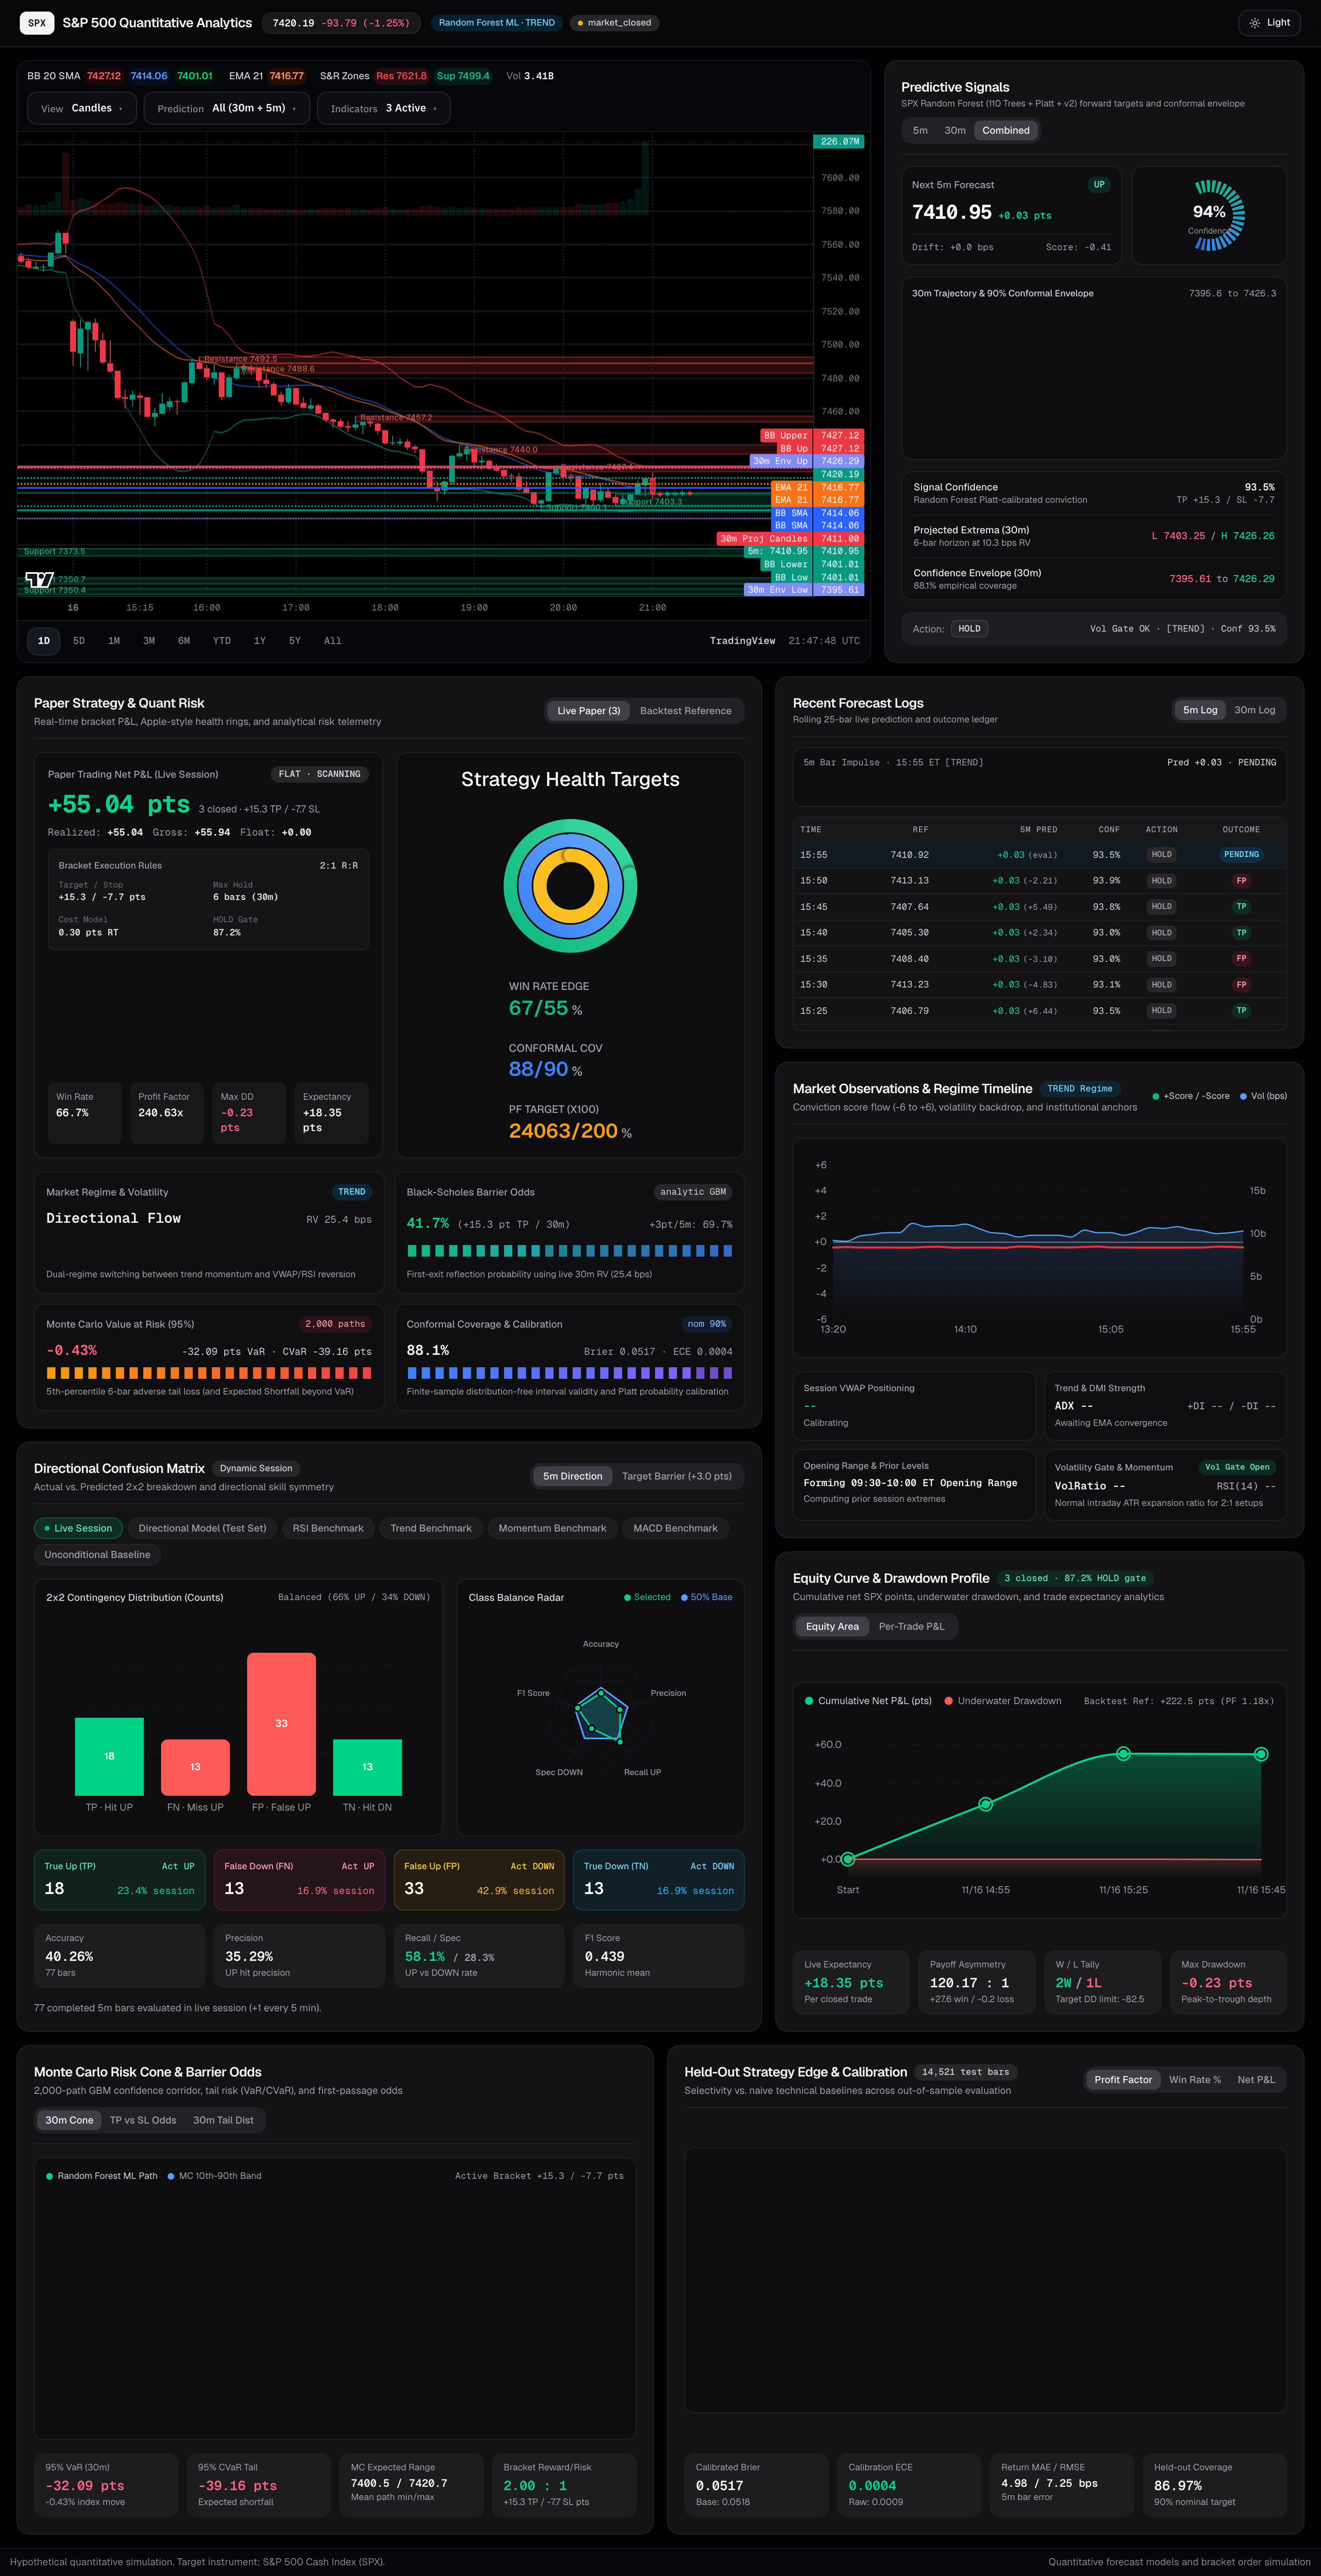 SPX S&P 500 Quantitative Analytics 7420.19 -93.79 (-1.25%) Random Forest ML · TREND market_closed Light
BB 20 SMA 7427.12 7414.06 7401.01 EMA 21 7416.77 S&R Zones Res 7621.8 Sup 7499.4 Vol 3.41B
View Candles Prediction All (30m + 5m) Indicators 3 Active
226.07M
7600.00
7580.00
7560.00
7540.00
7520.00
7500.00
7480.00
7460.00
Resistance 7492.5
Resistance 7488.6
Resistance 7457.2
Resistance 7440.0
BB Upper 7427.12
BB Up 7427.12
30m Env Up 7426.29
7420.19
EMA 21 7416.77
EMA 21 7416.77
BB SMA 7414.06
BB SMA 7414.06
30m Proj Candles 7411.00
5m: 7410.95 7410.95
BB Lower 7401.01
BB Low 7401.01
30m Env Low 7395.61
Support 7403.3
Support 7373.5
7356.7
Support 7350.4
16 15:15 16:00 17:00 18:00 19:00 20:00 21:00
1D 5D 1M 3M 6M YTD 1Y 5Y All TradingView 21:47:48 UTC
Predictive Signals
SPX Random Forest (110 Trees + Platt + v2) forward targets and conformal envelope
5m 30m Combined
Next 5m Forecast UP
7410.95 +0.03 pts
Drift: +0.0 bps Score: -0.41
94%
Confidence
30m Trajectory & 90% Conformal Envelope 7395.6 to 7426.3
Signal Confidence 93.5%
Random Forest Platt-calibrated conviction TP +15.3 / SL -7.7
Projected Extrema (30m) L 7403.25 / H 7426.26
6-bar horizon at 10.3 bps RV
Confidence Envelope (30m) 7395.61 to 7426.29
88.1% empirical coverage
Action: HOLD Vol Gate OK · [TREND] · Conf 93.5%
Paper Strategy & Quant Risk
Real-time bracket P&L, Apple-style health rings, and analytical risk telemetry
Live Paper (3) Backtest Reference
Paper Trading Net P&L (Live Session) FLAT · SCANNING
+55.04 pts 3 closed · +15.3 TP / -7.7 SL
Realized: +55.04 Gross: +55.94 Float: +0.00
Bracket Execution Rules 2:1 R:R
Target / Stop Max Hold
+15.3 / -7.7 pts 6 bars (30m)
Cost Model HOLD Gate
0.30 pts RT 87.2%
Win Rate Profit Factor Max DD Expectancy
66.7% 240.63x -0.23 pts +18.35 pts
Strategy Health Targets
WIN RATE EDGE
67/55 %
CONFORMAL COV
88/90 %
PF TARGET (X100)
24063/200 %
Market Regime & Volatility TREND
Directional Flow RV 25.4 bps
Dual-regime switching between trend momentum and VWAP/RSI reversion
Black-Scholes Barrier Odds analytic GBM
41.7% (+15.3 pt TP / 30m) +3pt/5m: 69.7%
First-exit reflection probability using live 30m RV (25.4 bps)
Monte Carlo Value at Risk (95%) 2,000 paths
-0.43% -32.09 pts VaR · CVaR -39.16 pts
5th-percentile 6-bar adverse tail loss (and Expected Shortfall beyond VaR)
Conformal Coverage & Calibration nom 90%
88.1% Brier 0.0517 · ECE 0.0004
Finite-sample distribution-free interval validity and Platt probability calibration
Recent Forecast Logs
Rolling 25-bar live prediction and outcome ledger
5m Log 30m Log
5m Bar Impulse · 15:55 ET [TREND] Pred +0.03 · PENDING
TIME REF 5M PRED CONF ACTION OUTCOME
15:55 7410.92 +0.03 (eval) 93.5% HOLD PENDING
15:50 7413.13 +0.03 (-2.21) 93.9% HOLD FP
15:45 7407.64 +0.03 (+5.49) 93.8% HOLD TP
15:40 7405.30 +0.03 (+2.34) 93.0% HOLD TP
15:35 7408.40 +0.03 (-3.10) 93.0% HOLD FP
15:30 7413.23 +0.03 (-4.83) 93.1% HOLD FP
15:25 7406.79 +0.03 (+6.44) 93.5% HOLD TP
Market Observations & Regime Timeline TREND Regime
Conviction score flow (-6 to +6), volatility backdrop, and institutional anchors
+Score / -Score Vol (bps)
+6
+4 15b
+2
+0 10b
-2
-4 5b
-6 0b
13:20 14:10 15:05 15:55
Session VWAP Positioning
--
Calibrating
Trend & DMI Strength
ADX -- +DI -- / -DI --
Awaiting EMA convergence
Opening Range & Prior Levels
Forming 09:30-10:00 ET Opening Range
Computing prior session extremes
Volatility Gate & Momentum Vol Gate Open
VolRatio -- RSI(14) --
Normal intraday ATR expansion ratio for 2:1 setups
Directional Confusion Matrix Dynamic Session
Actual vs. Predicted 2x2 breakdown and directional skill symmetry
5m Direction Target Barrier (+3.0 pts)
Live Session Directional Model (Test Set) RSI Benchmark Trend Benchmark Momentum Benchmark MACD Benchmark
Unconditional Baseline
2x2 Contingency Distribution (Counts) Balanced (66% UP / 34% DOWN)
18 13 33 13
TP · Hit UP FN · Miss UP FP · False UP TN · Hit DN
Class Balance Radar Selected 50% Base
Accuracy
F1 Score Precision
Spec DOWN Recall UP
True Up (TP) Act UP
18 23.4% session
False Down (FN) Act UP
13 16.9% session
False Up (FP) Act DOWN
33 42.9% session
True Down (TN) Act DOWN
13 16.9% session
Accuracy
40.26%
77 bars
Precision
35.29%
UP hit precision
Recall / Spec
58.1% / 28.3%
UP vs DOWN rate
F1 Score
0.439
Harmonic mean
77 completed 5m bars evaluated in live session (+1 every 5 min).
Equity Curve & Drawdown Profile 3 closed · 87.2% HOLD gate
Cumulative net SPX points, underwater drawdown, and trade expectancy analytics
Equity Area Per-Trade P&L
Cumulative Net P&L (pts) Underwater Drawdown Backtest Ref: +222.5 pts (PF 1.18x)
+60.0
+40.0
+20.0
+0.0
Start 11/16 14:55 11/16 15:25 11/16 15:45
Live Expectancy
+18.35 pts
Per closed trade
Payoff Asymmetry
120.17 : 1
+27.6 win / -0.2 loss
W / L Tally
2W / 1L
Target DD limit: -82.5
Max Drawdown
-0.23 pts
Peak-to-trough depth
Monte Carlo Risk Cone & Barrier Odds
2,000-path GBM confidence corridor, tail risk (VaR/CVaR), and first-passage odds
30m Cone TP vs SL Odds 30m Tail Dist
Random Forest ML Path MC 10th-90th Band Active Bracket +15.3 / -7.7 pts
95% VaR (30m)
-32.09 pts
-0.43% index move
95% CVaR Tail
-39.16 pts
Expected shortfall
MC Expected Range
7400.5 / 7420.7
Mean path min/max
Bracket Reward/Risk
2.00 : 1
+15.3 TP / -7.7 SL pts
Held-Out Strategy Edge & Calibration 14,521 test bars
Selectivity vs. naive technical baselines across out-of-sample evaluation
Profit Factor Win Rate % Net P&L
Calibrated Brier
0.0517
Base: 0.0518
Calibration ECE
0.0004
Raw: 0.0009
Return MAE / RMSE
4.98 / 7.25 bps
5m bar error
Held-out Coverage
86.97%
90% nominal target
Hypothetical quantitative simulation. Target instrument: S&P 500 Cash Index (SPX). Quantitative forecast models and bracket order simulation